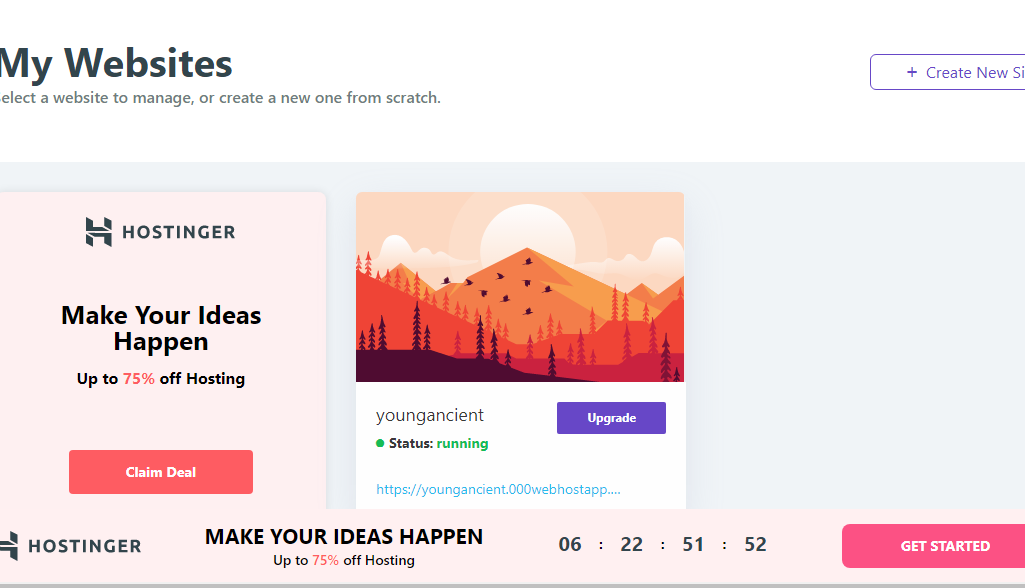 My Websites
elect a website to manage, or create a new one from scratch.
+ Create New Si
HOSTINGER
Make Your Ideas
Happen
Up to 75% off Hosting
Claim Deal
youngancient
Upgrade
Status: running
https://youngancient.000webhostapp....
HOSTINGER
MAKE YOUR IDEAS HAPPEN
Up to 75% off Hosting
06 : 22 : 51 : 52
GET STARTED